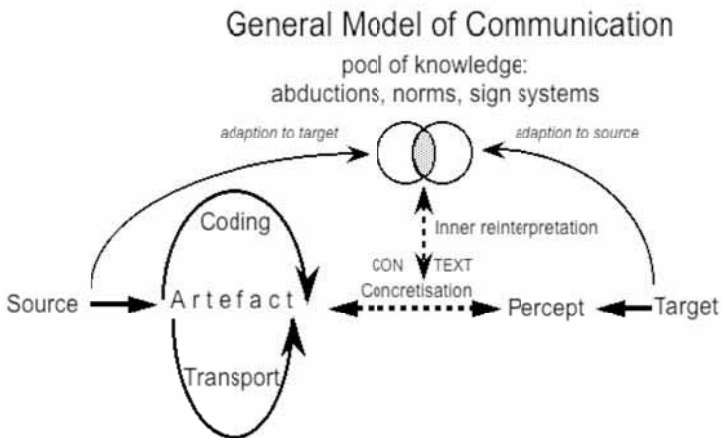 General Model of Communication
pool of knowledge:
abductions, norms, sign systems
adaption to target
adaption to source
Coding
Inner reinterpretation
CON TEXT
Concretisation
Source
Artefact
Percept
Target
Transport